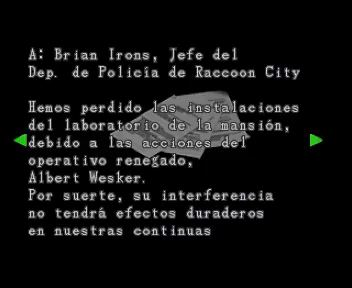 A: Brian Irons, Jefe del
Dep. de Policía de Raccoon City
Hemos perdido las instalaciones
del laboratorio de la mansión,
debido a las acciones del
operativo renegado,
Albert Wesker.
Por suerte, su interferencia
no tendrá efectos duraderos
en nuestras continuas